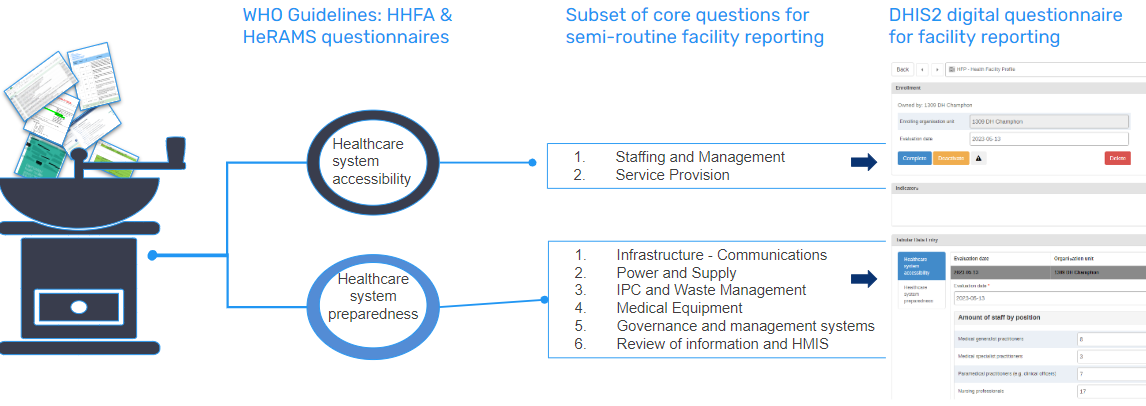 WHO Guidelines: HHFA &
HeRAMS questionnaires
Subset of core questions for
semi-routine facility reporting
DHIS2 digital questionnaire
for facility reporting
Healthcare
system
accessibility
1. Staffing and Management
2. Service Provision
Healthcare
system
preparedness
1. Infrastructure - Communications
2. Power and Supply
3. IPC and Waste Management
4. Medical Equipment
5. Governance and management systems
6. Review of information and HMIS
Back
HFP - Health Facility Profile
Enrollment
Owned by: 1309 DH Champhon
Enrolling organisation unit
1309 DH Champhon
Evaluation date
2023-05-13
Complete
Deactivate
Delete
Indicators
Tabular Data Entry
Healthcare
system
accessibility
Healthcare
system
preparedness
Evaluation date
Organisation unit
2023-05-13
1309 DH Champhon
Evaluation date *
2023-05-13
Amount of staff by position
Medical generalist practitioners
8
Medical specialist practitioners
3
Paramedical practitioners (e.g. clinical officers)
7
Nursing professionals
17